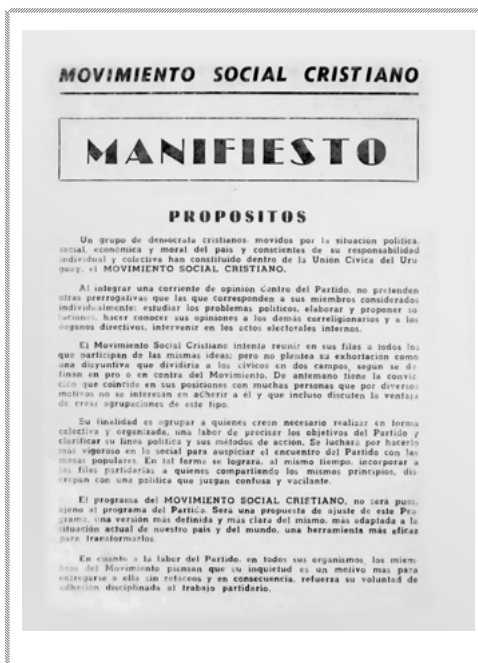 MOVIMIENTO SOCIAL CRISTIANO
MANIFIESTO
PROPOSITOS
Un grupo de demócrata cristianos, movidos por la situación política,
social, económica y moral del país y conscientes de su responsabilidad
individual y colectiva han constituido dentro de la Unión Cívica del Uru-
guay, el MOVIMIENTO SOCIAL CRISTIANO.
Al integrar una corriente de opinión dentro del Partido, no pretenden
otras prerrogativas que las que corresponden a sus miembros considerados
individualmente: estudiar los problemas políticos, elaborar y proponer so-
luciones, hacer conocer sus opiniones a los demás correligionarios y a los
órganos directivos, intervenir en los actos electorales internos.
El Movimiento Social Cristiano intenta reunir en sus filas a todos los
que participan de las mismas ideas; pero no plantea su exhortación como
una disyuntiva que dividiría a los cívicos en dos campos, según se de-
finan en pro o en contra del Movimiento. De antemano tiene la convic-
ción que coincide en sus posiciones con muchas personas que por diversos
motivos no se interesan en adherir a él y que incluso discuten la ventaja
de crear agrupaciones de este tipo.
Su finalidad es agrupar a quienes creen necesario realizar en forma
colectiva y organizada, una labor de precisar los objetivos del Partido y
clarificar su línea política y sus métodos de acción. Se luchará por hacerlo
más vigoroso en lo social para auspiciar el encuentro del Partido con las
masas populares. En tal forma se logrará, al mismo tiempo, incorporar a
las filas partidarias a quienes compartiendo los mismos principios, dis-
crepan con una política que juzgan confusa y vacilante.
El programa del MOVIMIENTO SOCIAL CRISTIANO, no será pues,
ajeno al programa del Partido. Será una propuesta de ajuste de este Pro-
grama, una versión más definida y más clara del mismo, más adaptada a la
situación actual de nuestro país y del mundo, una herramienta más eficaz
para transformarlos.
En cuanto a la labor del Partido, en todos sus organismos, los miem-
bros del Movimiento piensan que su inquietud es un motivo más para
entregarse a ella sin retaceos y en consecuencia, refuerza su voluntad de
adhesión disciplinada al trabajo partidario.